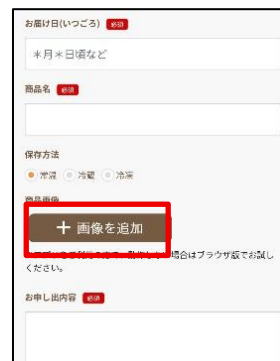 お届け日(いつごろ) 必須
＊月＊日頃など
商品名 必須
保存方法
常温 冷蔵 冷凍
商品画像
＋ 画像を追加
場合はブラウザ版でお試し
ください。
お申し出内容 必須